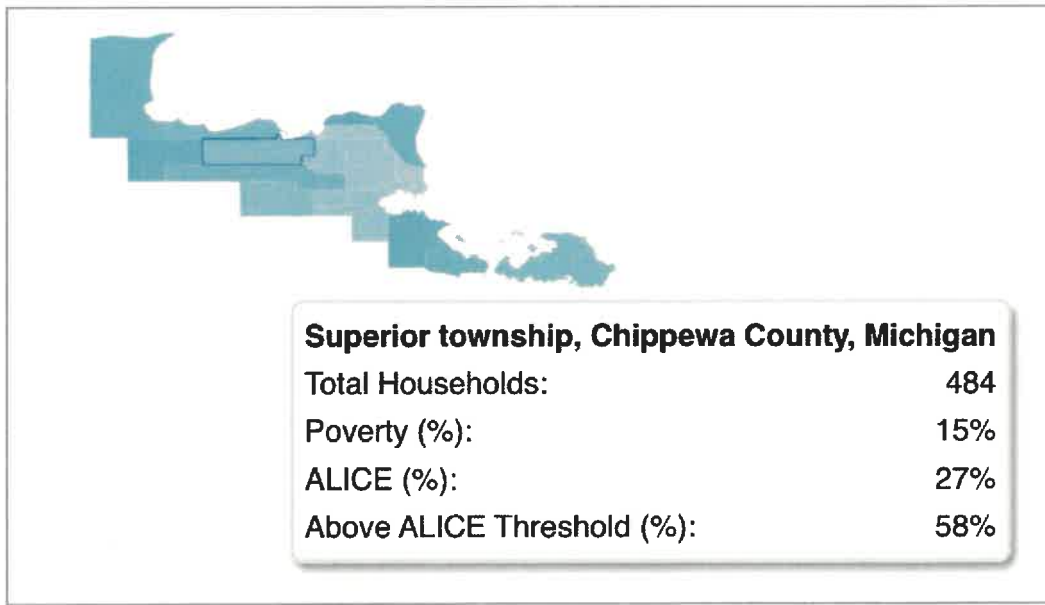 Superior township, Chippewa County, Michigan
Total Households: 484
Poverty (%): 15%
ALICE (%): 27%
Above ALICE Threshold (%): 58%